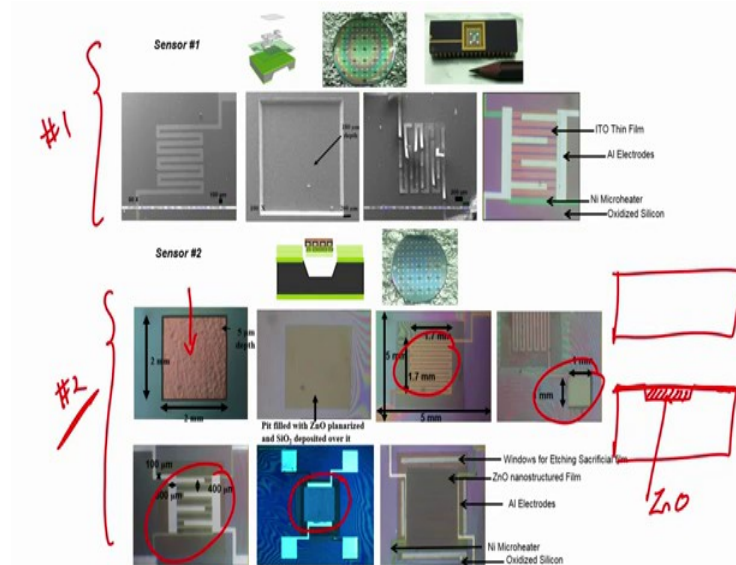 Sensor #1
#1
180 µm depth
ITO Thin Film
Al Electrodes
Ni Microheater
Oxidized Silicon
Sensor #2
#2
5 µm depth
2 mm
2 mm
Pit filled with ZnO planarized
and SiO2 deposited over it
5 mm
1.7 mm
1.7 mm
5 mm
mm
ZnO
100 µm
400 µm
Windows for Etching Sacrificial film
ZnO nanostructured Film
Al Electrodes
Ni Microheater
Oxidized Silicon